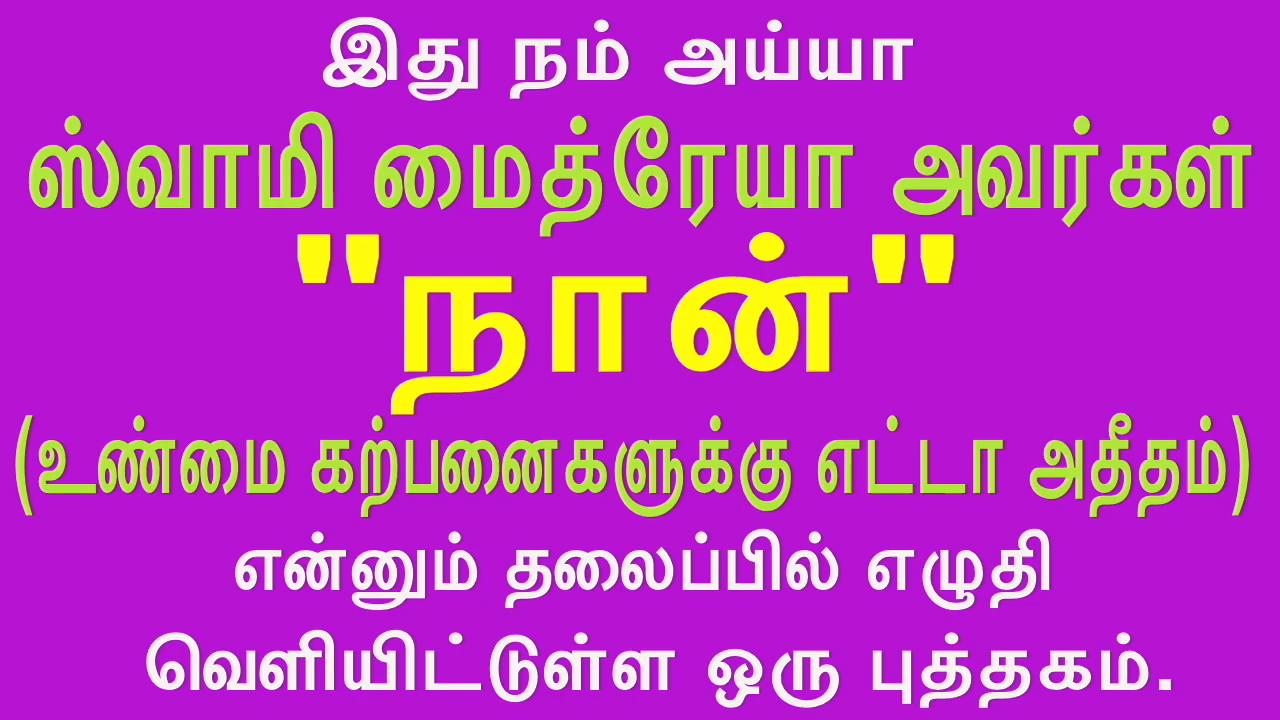 இது நம் அய்யா
ஸ்வாமி மைத்ரேயா அவர்கள்
"நான்"
(உண்மை கற்பனைகளுக்கு எட்டா அதீதம்)
என்னும் தலைப்பில் எழுதி
வெளியிட்டுள்ள ஒரு புத்தகம்.